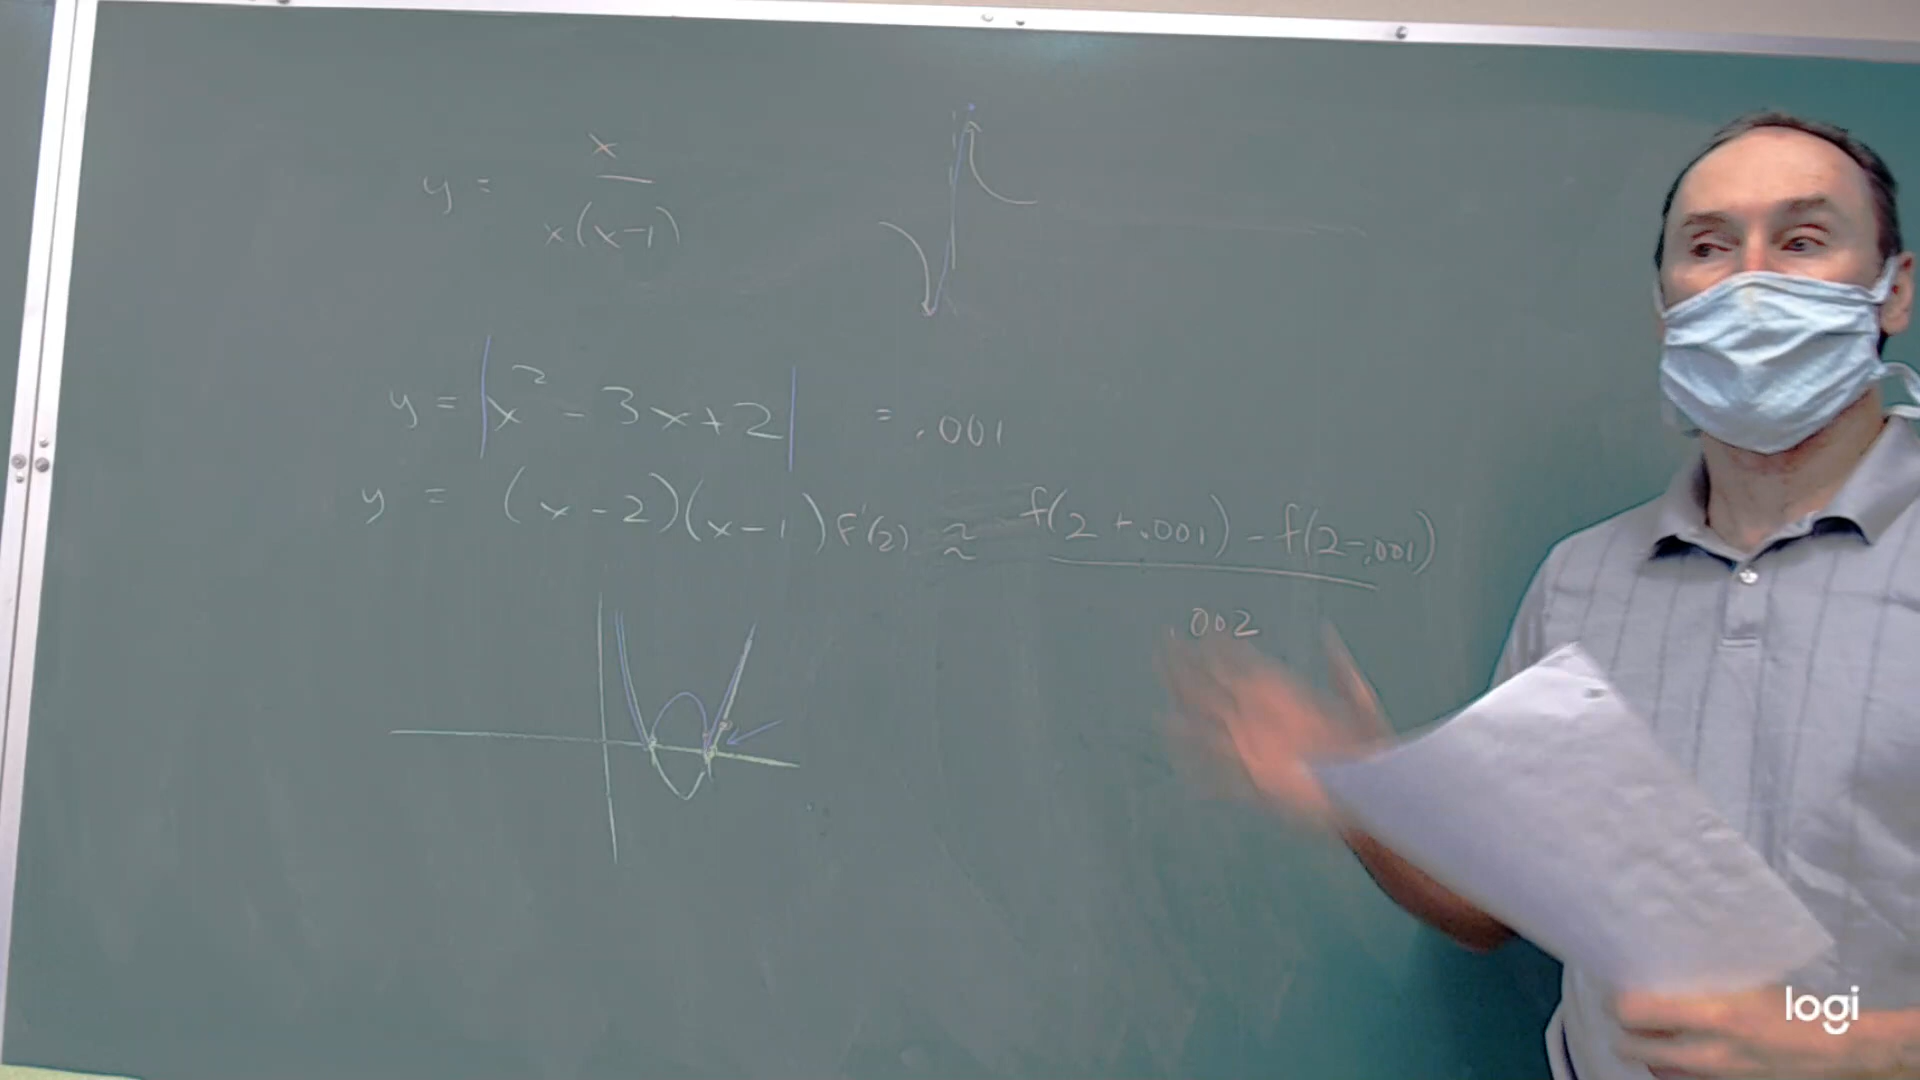 y = x
x(x-1)
y = |x² - 3x + 2| = .001
y = (x-2)(x-1) F'(2) ≈ f(2+.001) - f(2-.001)
.002
logi